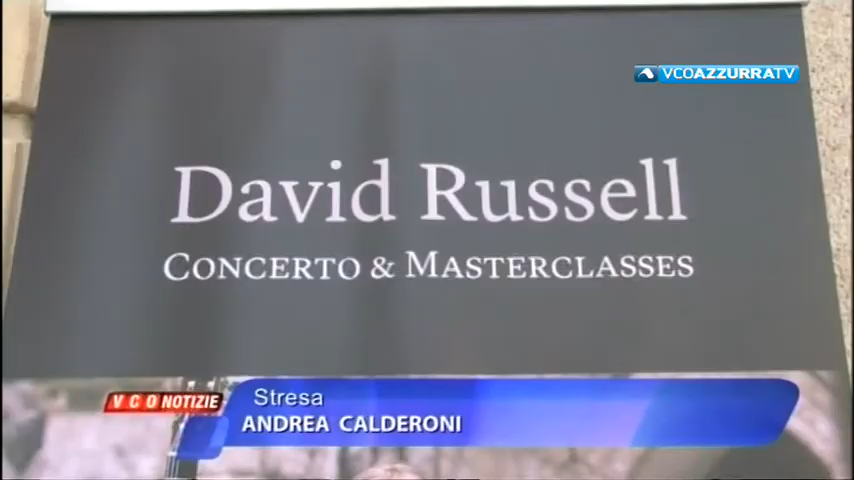 VCOAZZURRATV
David Russell
CONCERTO & MASTERCLASSES
VCO NOTIZIE
Stresa
ANDREA CALDERONI